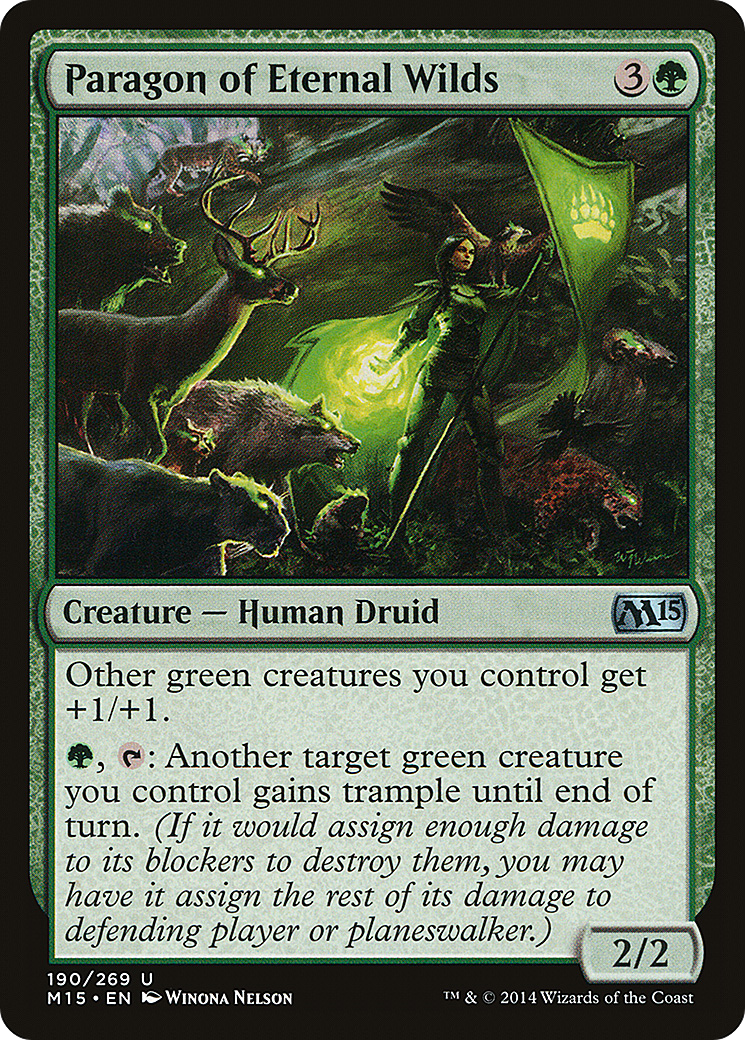 Paragon of Eternal Wilds 3
Creature — Human Druid M15
Other green creatures you control get
+1/+1.
, : Another target green creature
you control gains trample until end of
turn. (If it would assign enough damage
to its blockers to destroy them, you may
have it assign the rest of its damage to
defending player or planeswalker.)
2/2
190/269 U
M15 • EN Winona Nelson ™ & © 2014 Wizards of the Coast